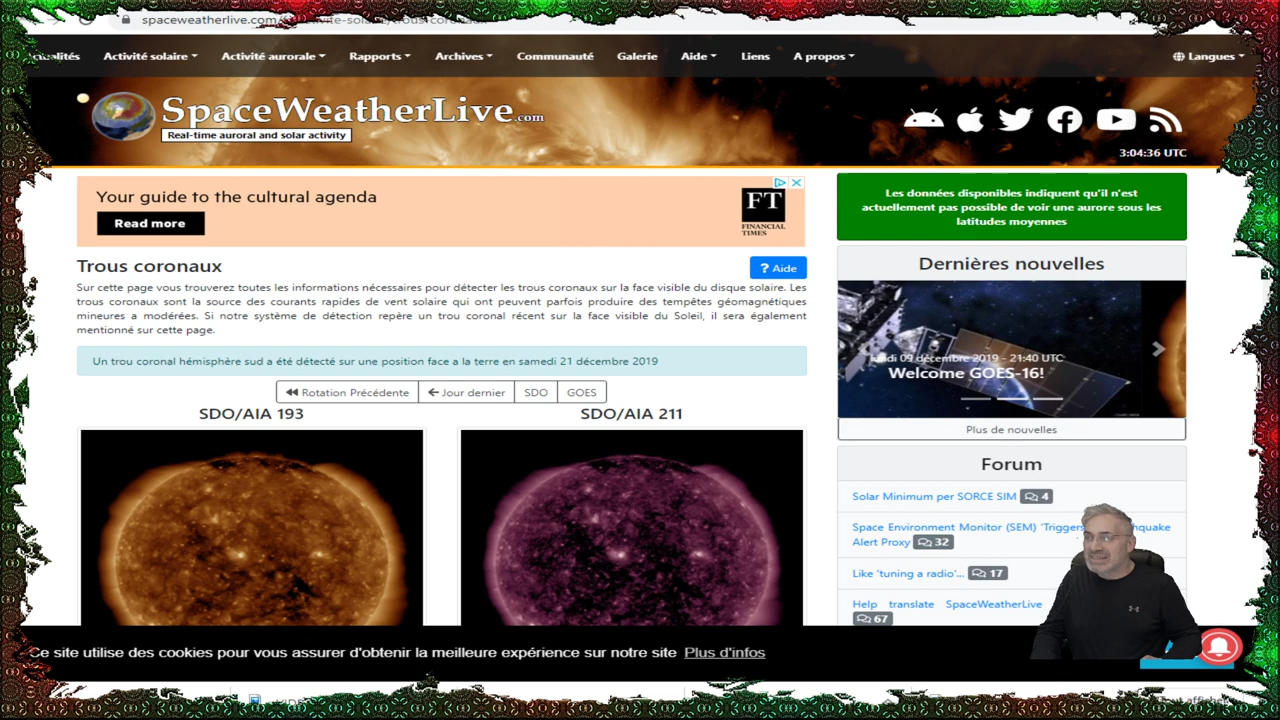 spaceweatherlive.com
Activité solaire
Activité aurorale
Rapports
Archives
Communauté
Galerie
Aide
Liens
A propos
Langues
SpaceWeatherLive.com
Real-time auroral and solar activity
3:04:36 UTC
Your guide to the cultural agenda
Read more
FT
FINANCIAL
TIMES
Les données disponibles indiquent qu'il n'est
actuellement pas possible de voir une aurore sous les
latitudes moyennes
Trous coronaux
? Aide
Sur cette page vous trouverez toutes les informations nécessaires pour détecter les trous coronaux sur la face visible du disque solaire. Les
trous coronaux sont la source des courants rapides de vent solaire qui ont peuvent parfois produire des tempêtes géomagnétiques
mineures a modérées. Si notre système de détection repère un trou coronal récent sur la face visible du Soleil, il sera également
mentionné sur cette page.
Un trou coronal hémisphère sud a été détecté sur une position face a la terre en samedi 21 décembre 2019
Rotation Précédente
Jour dernier
SDO
GOES
SDO/AIA 193
SDO/AIA 211
Dernières nouvelles
lundi 09 décembre 2019 - 21:40 UTC
Welcome GOES-16!
Plus de nouvelles
Forum
Solar Minimum per SORCE SIM 4
Space Environment Monitor (SEM) 'Triggers
Alert Proxy 32
Like 'tuning a radio'... 17
Help translate SpaceWeatherLive
67
Ce site utilise des cookies pour vous assurer d'obtenir la meilleure expérience sur notre site Plus d'infos